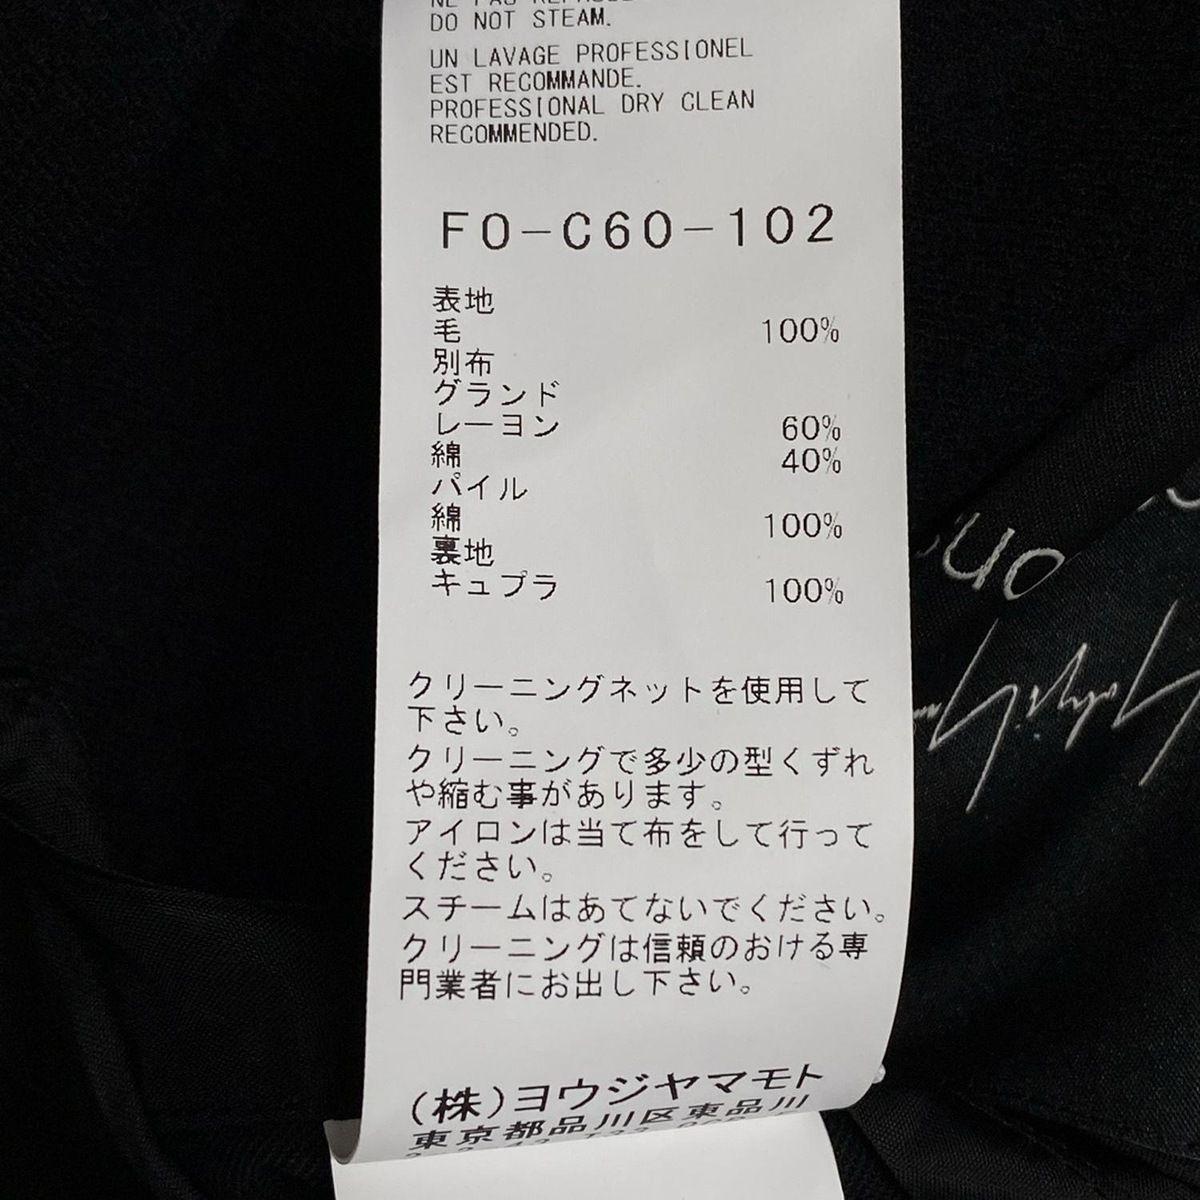 DO NOT STEAM.
UN LAVAGE PROFESSIONEL
EST RECOMMANDE.
PROFESSIONAL DRY CLEAN
RECOMMENDED.
FO-C60-102
表地
毛 100%
別布
グランド
レーヨン 60%
綿 40%
パイル
綿 100%
裏地
キュプラ 100%
クリーニングネットを使用して
下さい。
クリーニングで多少の型くずれ
や縮む事があります。
アイロンは当て布をして行って
ください。
スチームはあてないでください。
クリーニングは信頼のおける専
門業者にお出し下さい。
(株)ヨウジヤマモト
東京都品川区東品川